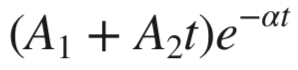 (A₁ + A₂t)e^{−αt}